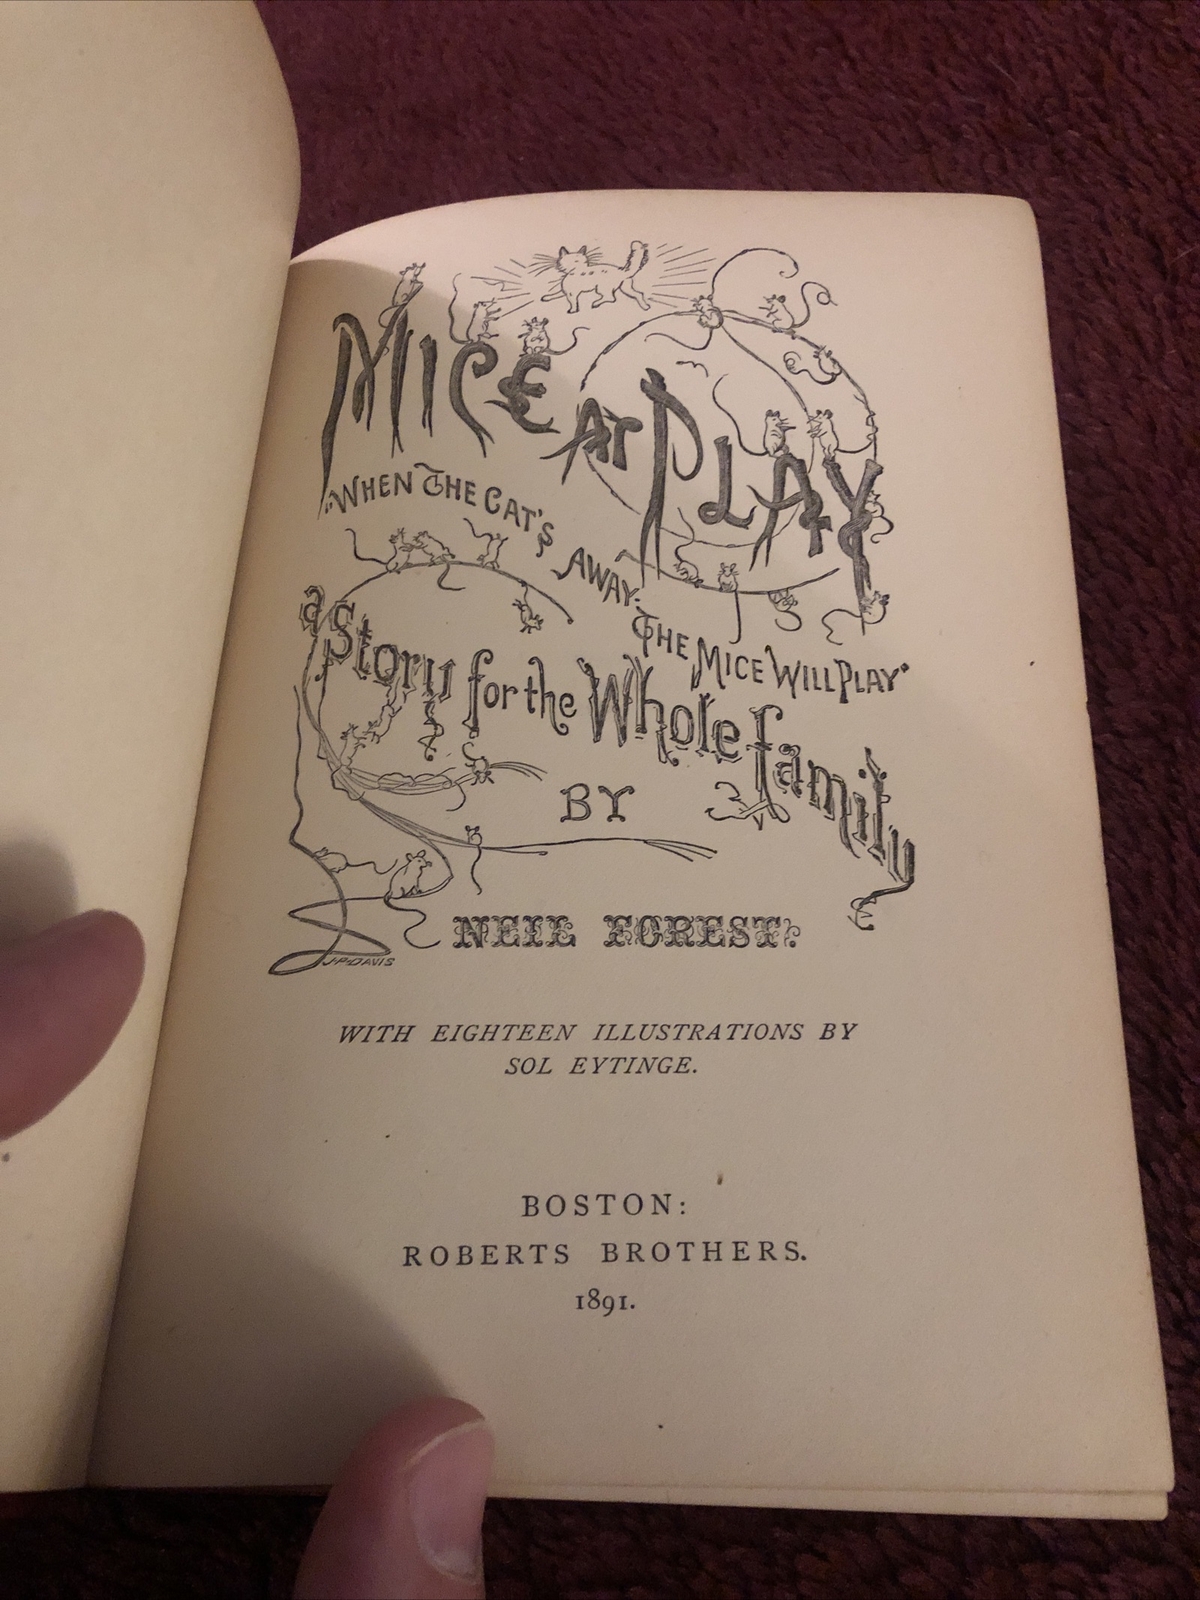 MICE AT PLAY
"WHEN THE CAT'S AWAY, THE MICE WILL PLAY"
a Story for the Whole Family
BY
NEIL FOREST.
J.P. DAVIS
WITH EIGHTEEN ILLUSTRATIONS BY
SOL EYTINGE.
BOSTON:
ROBERTS BROTHERS.
1891.